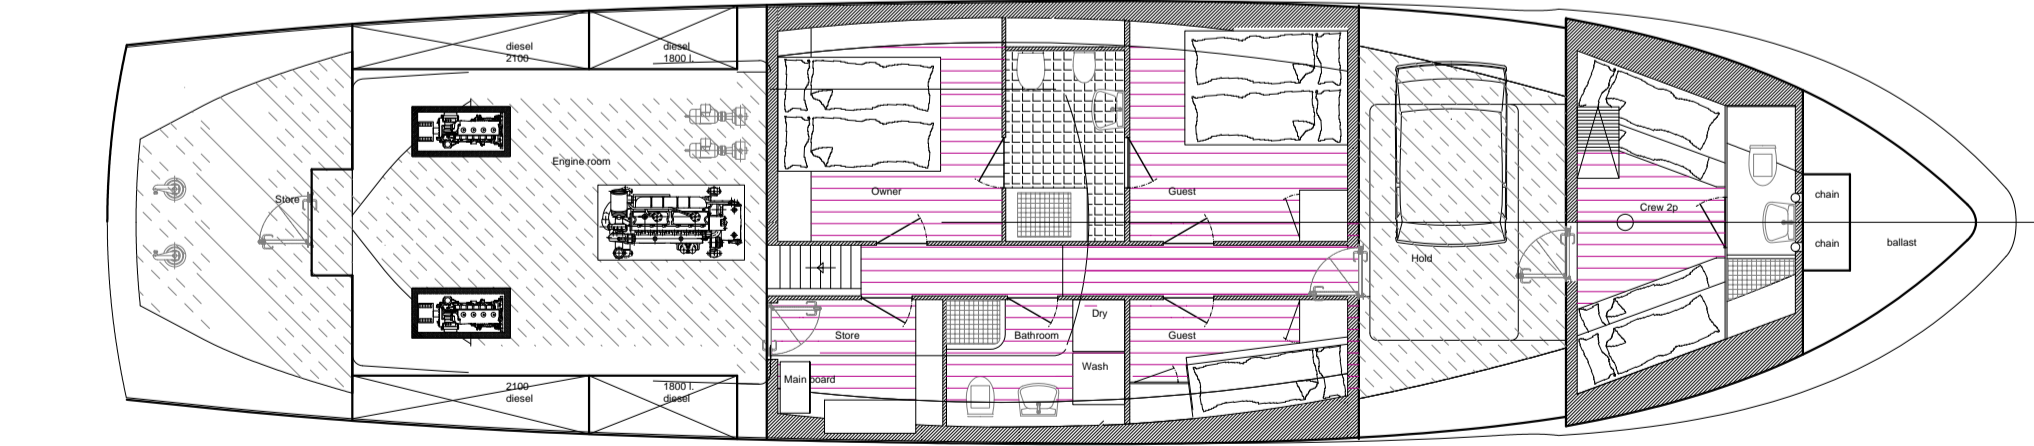 diesel
2100
diesel
1800 l.
Engine room
Store
Owner
Guest
Crew 2p
chain
chain
ballast
Hold
Store
Bathroom
Dry
Guest
Wash
Main board
2100
diesel
1800 l.
diesel